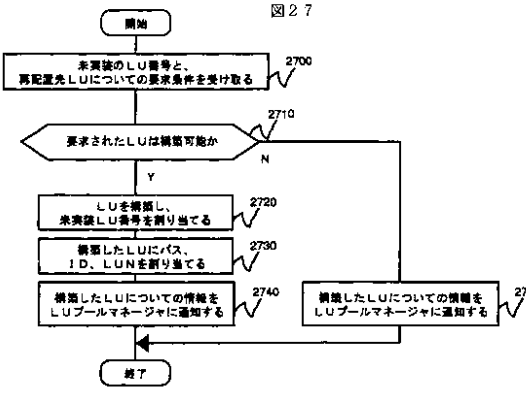 図27
開始
未実装のLU番号と、
再配置先LUについての要求条件を受け取る
2700
要求されたLUは構築可能か
2710
N
Y
LUを構築し、
未実装LU番号を割り当てる
2720
構築したLUにパス、
ID、LUNを割り当てる
2730
構築したLUについての情報を
LUプールマネージャに通知する
2740
構築したLUについての情報を
LUプールマネージャに通知する
27
終了